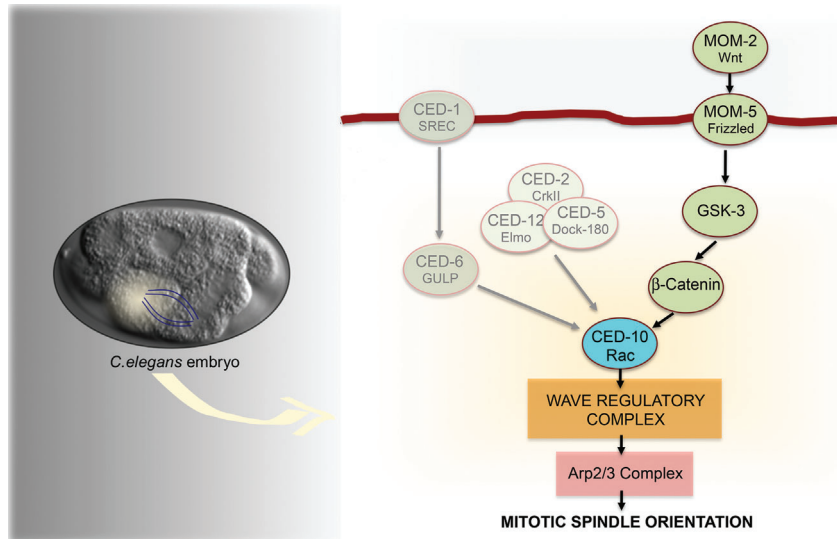 MOM-2
Wnt
CED-1
SREC
MOM-5
Frizzled
CED-2
CrkII
CED-12
Elmo
CED-5
Dock-180
GSK-3
CED-6
GULP
β-Catenin
C.elegans embryo
CED-10
Rac
WAVE REGULATORY
COMPLEX
Arp2/3 Complex
MITOTIC SPINDLE ORIENTATION